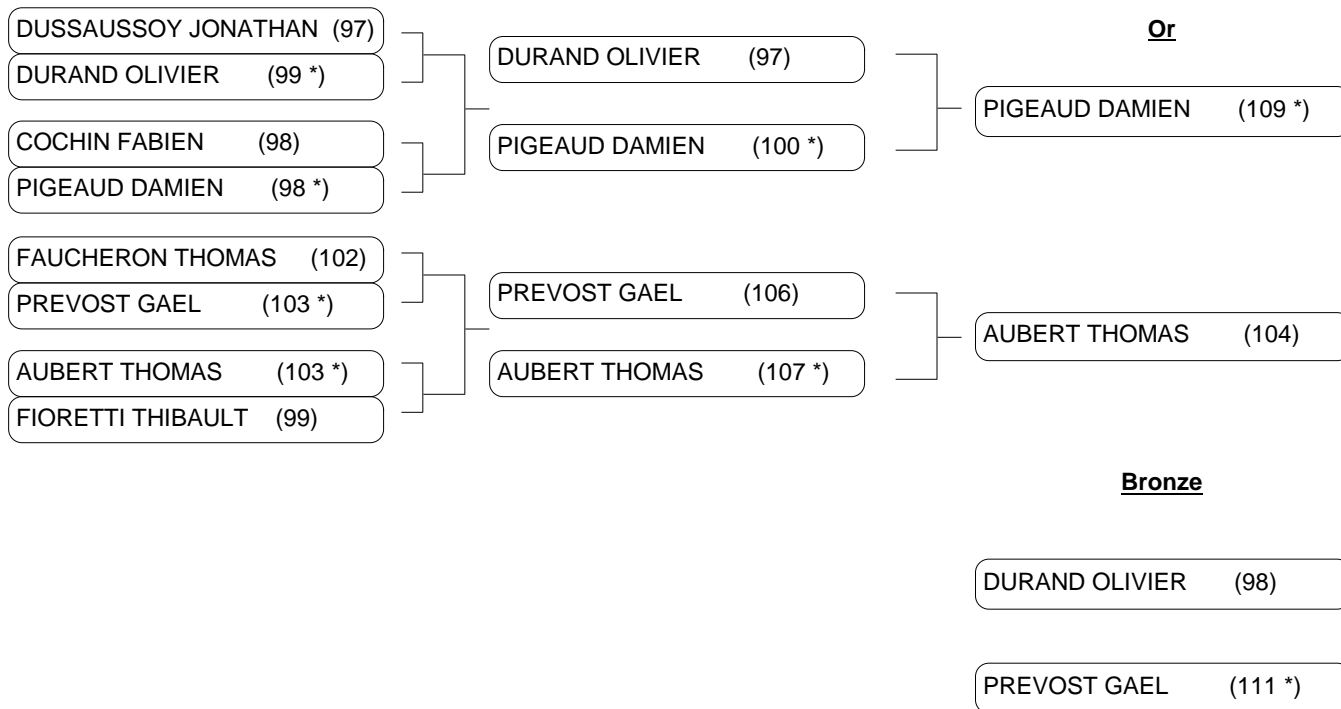 DUSSAUSSOY JONATHAN (97)
DURAND OLIVIER (99 *)
COCHIN FABIEN (98)
PIGEAUD DAMIEN (98 *)
FAUCHERON THOMAS (102)
PREVOST GAEL (103 *)
AUBERT THOMAS (103 *)
FIORETTI THIBAULT (99)
DURAND OLIVIER (97)
PIGEAUD DAMIEN (100 *)
PREVOST GAEL (106)
AUBERT THOMAS (107 *)
Or
PIGEAUD DAMIEN (109 *)
AUBERT THOMAS (104)
Bronze
DURAND OLIVIER (98)
PREVOST GAEL (111 *)